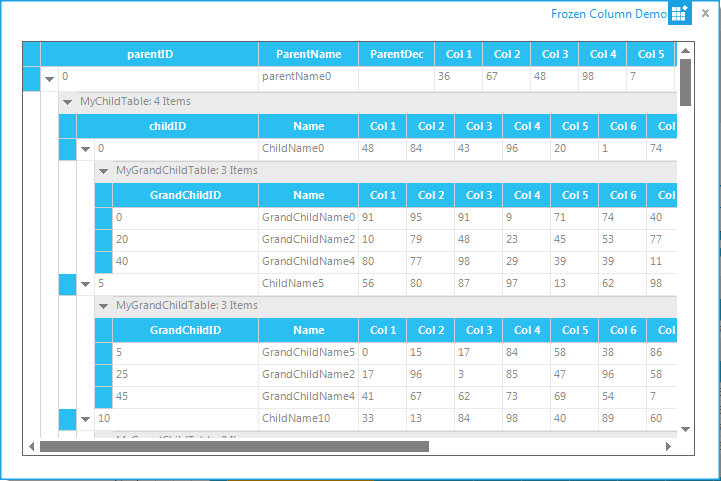 Frozen Column Demo
parentID ParentName ParentDec Col 1 Col 2 Col 3 Col 4 Col 5
0 parentName0 36 67 48 98 7
MyChildTable: 4 Items
childID Name Col 1 Col 2 Col 3 Col 4 Col 5 Col 6 Col 7
0 ChildName0 48 84 43 96 20 1 74
MyGrandChildTable: 3 Items
GrandChildID Name Col 1 Col 2 Col 3 Col 4 Col 5 Col 6 Col
0 GrandChildName0 91 95 91 9 71 74 40
20 GrandChildName2 10 79 48 23 45 53 77
40 GrandChildName4 80 77 98 29 39 39 11
5 ChildName5 56 80 87 97 13 62 98
MyGrandChildTable: 3 Items
GrandChildID Name Col 1 Col 2 Col 3 Col 4 Col 5 Col 6 Col
5 GrandChildName5 0 15 17 84 58 38 86
25 GrandChildName2 17 96 3 85 47 96 58
45 GrandChildName4 41 67 62 73 69 54 7
10 ChildName10 33 13 84 98 40 89 60